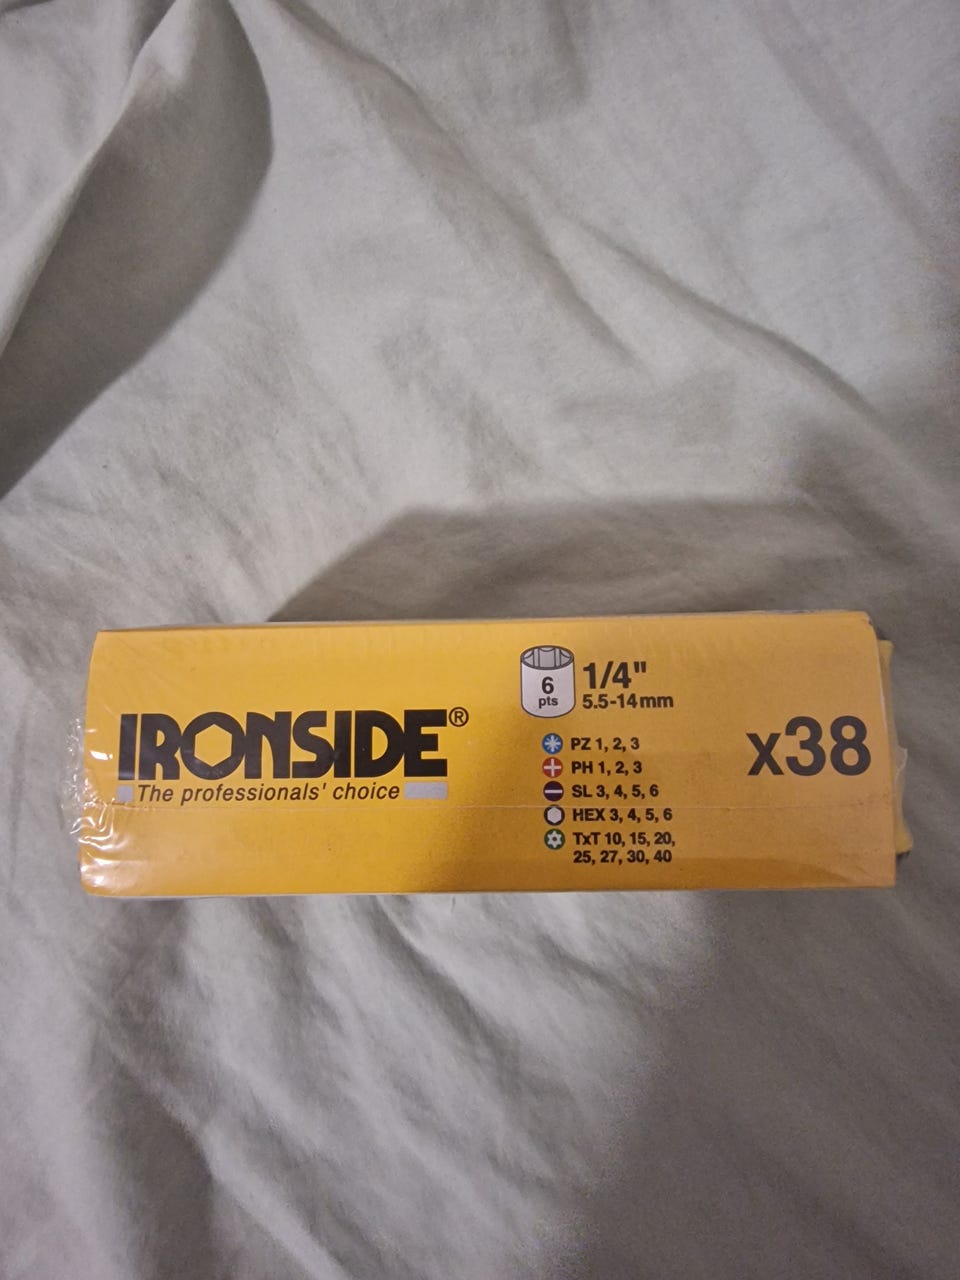 IRONSIDE®
The professionals' choice
6
pts
1/4"
5.5-14mm
PZ 1, 2, 3
PH 1, 2, 3
SL 3, 4, 5, 6
HEX 3, 4, 5, 6
TxT 10, 15, 20,
25, 27, 30, 40
x38